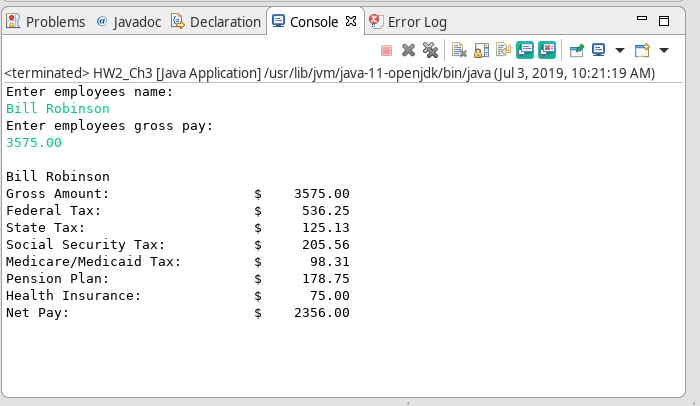 Problems @ Javadoc Declaration Console Error Log
<terminated> HW2_Ch3 [Java Application] /usr/lib/jvm/java-11-openjdk/bin/java (Jul 3, 2019, 10:21:19 AM)
Enter employees name:
Bill Robinson
Enter employees gross pay:
3575.00
Bill Robinson
Gross Amount: $ 3575.00
Federal Tax: $ 536.25
State Tax: $ 125.13
Social Security Tax: $ 205.56
Medicare/Medicaid Tax: $ 98.31
Pension Plan: $ 178.75
Health Insurance: $ 75.00
Net Pay: $ 2356.00